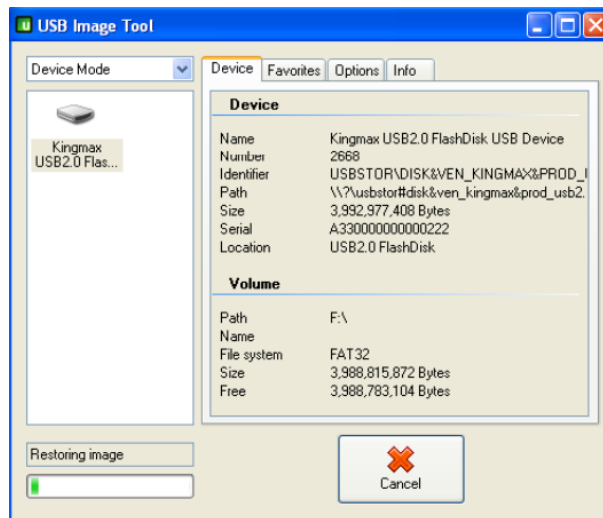 USB Image Tool
Device Mode
Kingmax
USB2.0 Flas...
Device Favorites Options Info
Device
Name Kingmax USB2.0 FlashDisk USB Device
Number 2668
Identifier USBSTOR\DISK&VEN_KINGMAX&PROD_U
Path \\?\usbstor#disk&ven_kingmax&prod_usb2.
Size 3,992,977,408 Bytes
Serial A330000000000222
Location USB2.0 FlashDisk
Volume
Path F:\
Name
File system FAT32
Size 3,988,815,872 Bytes
Free 3,988,783,104 Bytes
Restoring image
Cancel